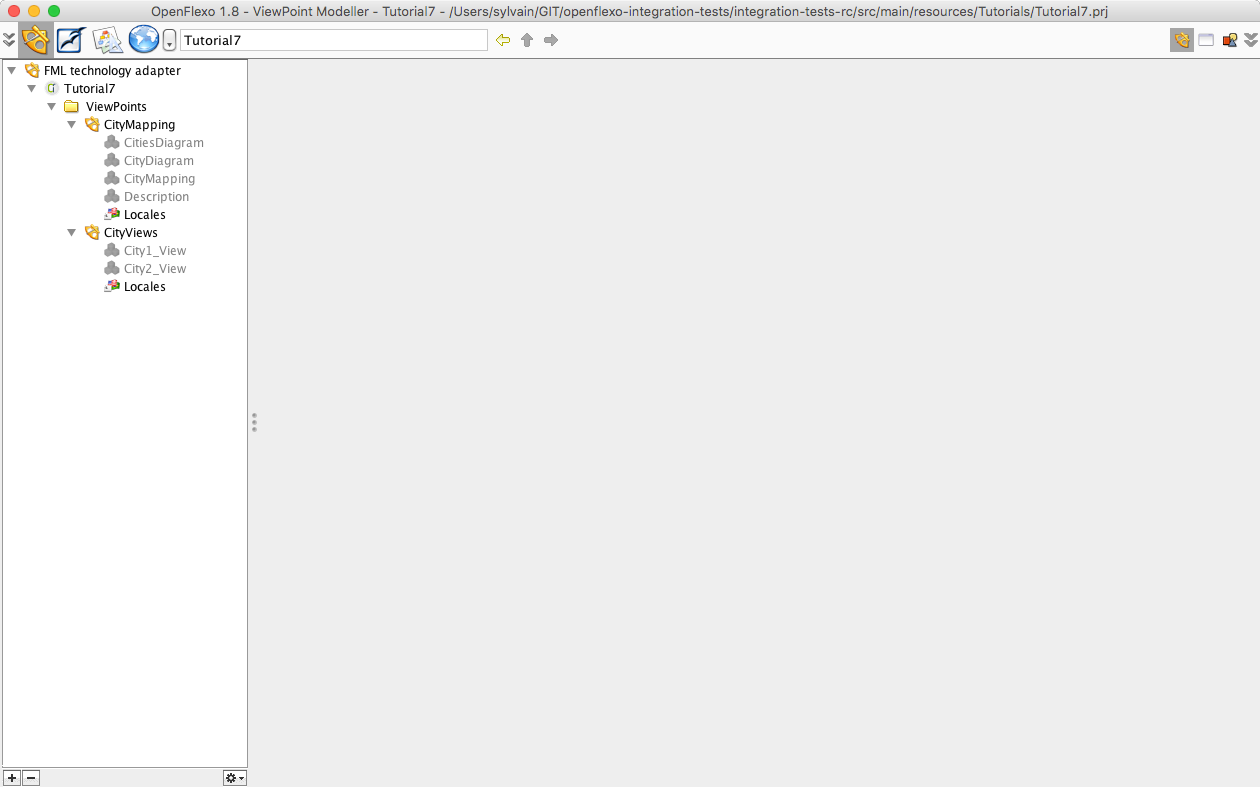 OpenFlexo 1.8 - ViewPoint Modeller - Tutorial7 - /Users/sylvain/GIT/openflexo-integration-tests/integration-tests-rc/src/main/resources/Tutorials/Tutorial7.prj
Tutorial7
FML technology adapter
Tutorial7
ViewPoints
CityMapping
CitiesDiagram
CityDiagram
CityMapping
Description
Locales
CityViews
City1_View
City2_View
Locales